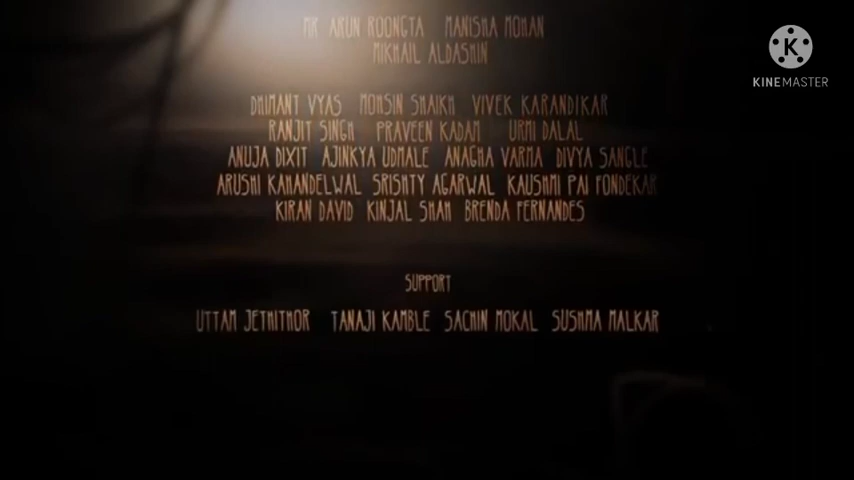 MR ARUN ROONGTA MANISHA MOHAN
MIKHAIL ALDASHIN
DHIMANT VYAS MOHSIN SHAIKH VIVEK KARANDIKAR
RANJIT SINGH PRAVEEN KADAM URMI DALAL
ANUJA DIXIT AJINKYA UDMALE ANAGHA VARMA DIVYA SANGLE
ARUSHI KAHANDELWAL SRISHTY AGARWAL KAUSHMI PAI FONDEKAR
KIRAN DAVID KINJAL SHAH BRENDA FERNANDES
SUPPORT
UTTAM JETHITHOR TANAJI KAMBLE SACHIN MOKAL SUSHMA MALKAR
K
KINEMASTER